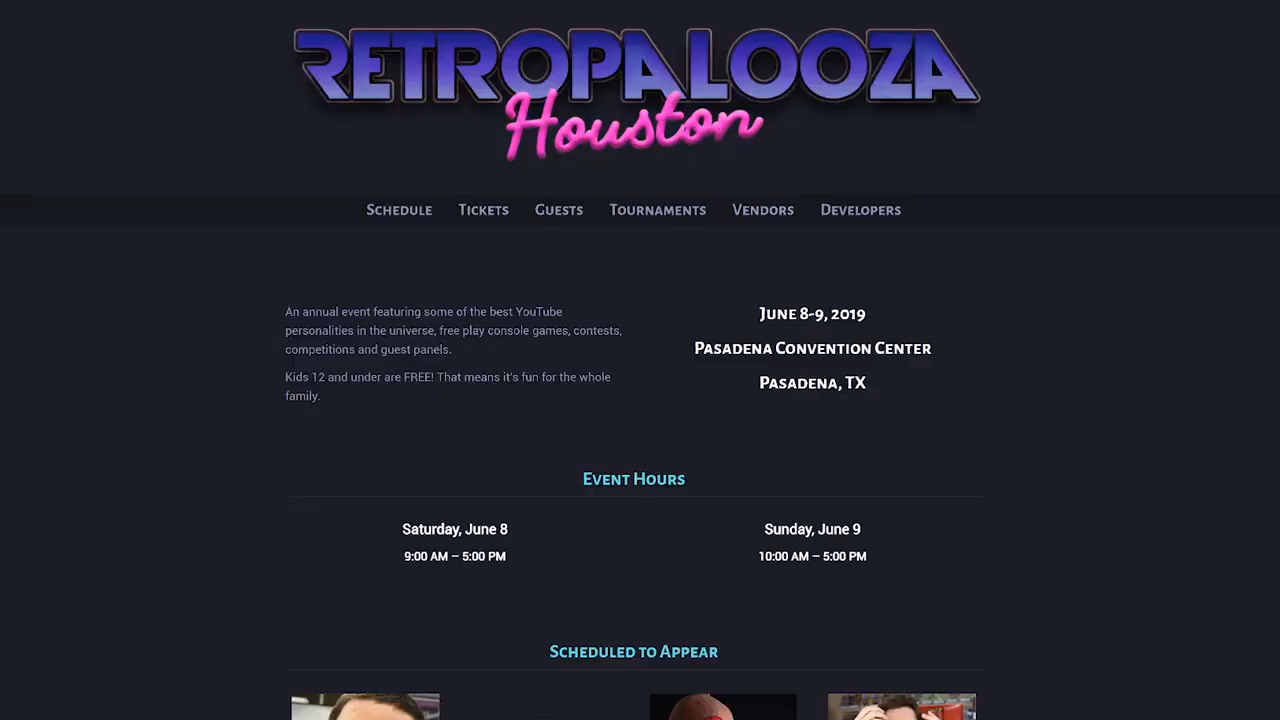 RETROPALOOZA
Houston
Schedule Tickets Guests Tournaments Vendors Developers
An annual event featuring some of the best YouTube
personalities in the universe, free play console games, contests,
competitions and guest panels.
Kids 12 and under are FREE! That means it's fun for the whole
family.
June 8-9, 2019
Pasadena Convention Center
Pasadena, TX
Event Hours
Saturday, June 8
9:00 AM – 5:00 PM
Sunday, June 9
10:00 AM – 5:00 PM
Scheduled to Appear